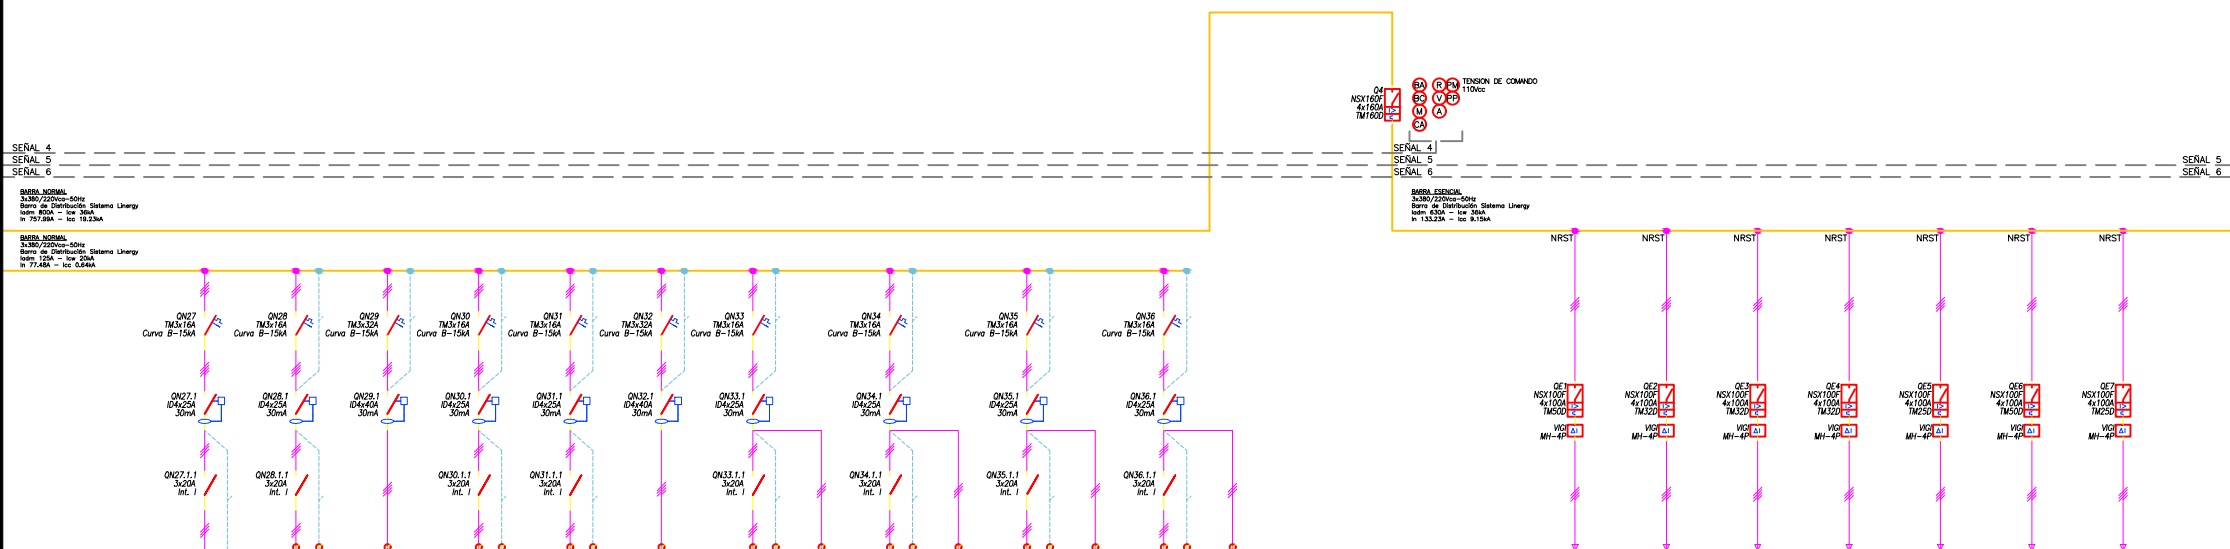 Q4
NSX160F
4x160A
TM160D
BA
R
PM
BC
V
PP
M
A
CA
TENSION DE COMANDO
110Vcc
SEÑAL 4
SEÑAL 5
SEÑAL 6
SEÑAL 4
SEÑAL 5
SEÑAL 6
SEÑAL 5
SEÑAL 6
BARRA NORMAL
3x380/220Vca-50Hz
Barra de Distribución Sistema Linergy
Iadm 800A - Icw 36kA
In 757.99A - Icc 19.23kA
BARRA ESENCIAL
3x380/220Vca-50Hz
Barra de Distribución Sistema Linergy
Iadm 630A - Icw 36kA
In 133.23A - Icc 9.15kA
BARRA NORMAL
3x380/220Vca-50Hz
Barra de Distribución Sistema Linergy
Iadm 125A - Icw 20kA
In 77.48A - Icc 0.64kA
NRST
NRST
NRST
NRST
NRST
NRST
NRST
QN27
TM3x16A
Curva B-15kA
QN28
TM3x16A
Curva B-15kA
QN29
TM3x32A
Curva B-15kA
QN30
TM3x16A
Curva B-15kA
QN31
TM3x16A
Curva B-15kA
QN32
TM3x32A
Curva B-15kA
QN33
TM3x16A
Curva B-15kA
QN34
TM3x16A
Curva B-15kA
QN35
TM3x16A
Curva B-15kA
QN36
TM3x16A
Curva B-15kA
QN27.1
ID4x25A
30mA
QN28.1
ID4x25A
30mA
QN29.1
ID4x40A
30mA
QN30.1
ID4x25A
30mA
QN31.1
ID4x25A
30mA
QN32.1
ID4x40A
30mA
QN33.1
ID4x25A
30mA
QN34.1
ID4x25A
30mA
QN35.1
ID4x25A
30mA
QN36.1
ID4x25A
30mA
QE1
NSX100F
4x100A
TM50D
VIGI
MH-4P
QE2
NSX100F
4x100A
TM32D
VIGI
MH-4P
QE3
NSX100F
4x100A
TM32D
VIGI
MH-4P
QE4
NSX100F
4x100A
TM32D
VIGI
MH-4P
QE5
NSX100F
4x100A
TM25D
VIGI
MH-4P
QE6
NSX100F
4x100A
TM50D
VIGI
MH-4P
QE7
NSX100F
4x100A
TM25D
VIGI
MH-4P
QN27.1.1
3x20A
Int. I
QN28.1.1
3x20A
Int. I
QN30.1.1
3x20A
Int. I
QN31.1.1
3x20A
Int. I
QN33.1.1
3x20A
Int. I
QN34.1.1
3x20A
Int. I
QN35.1.1
3x20A
Int. I
QN36.1.1
3x20A
Int. I